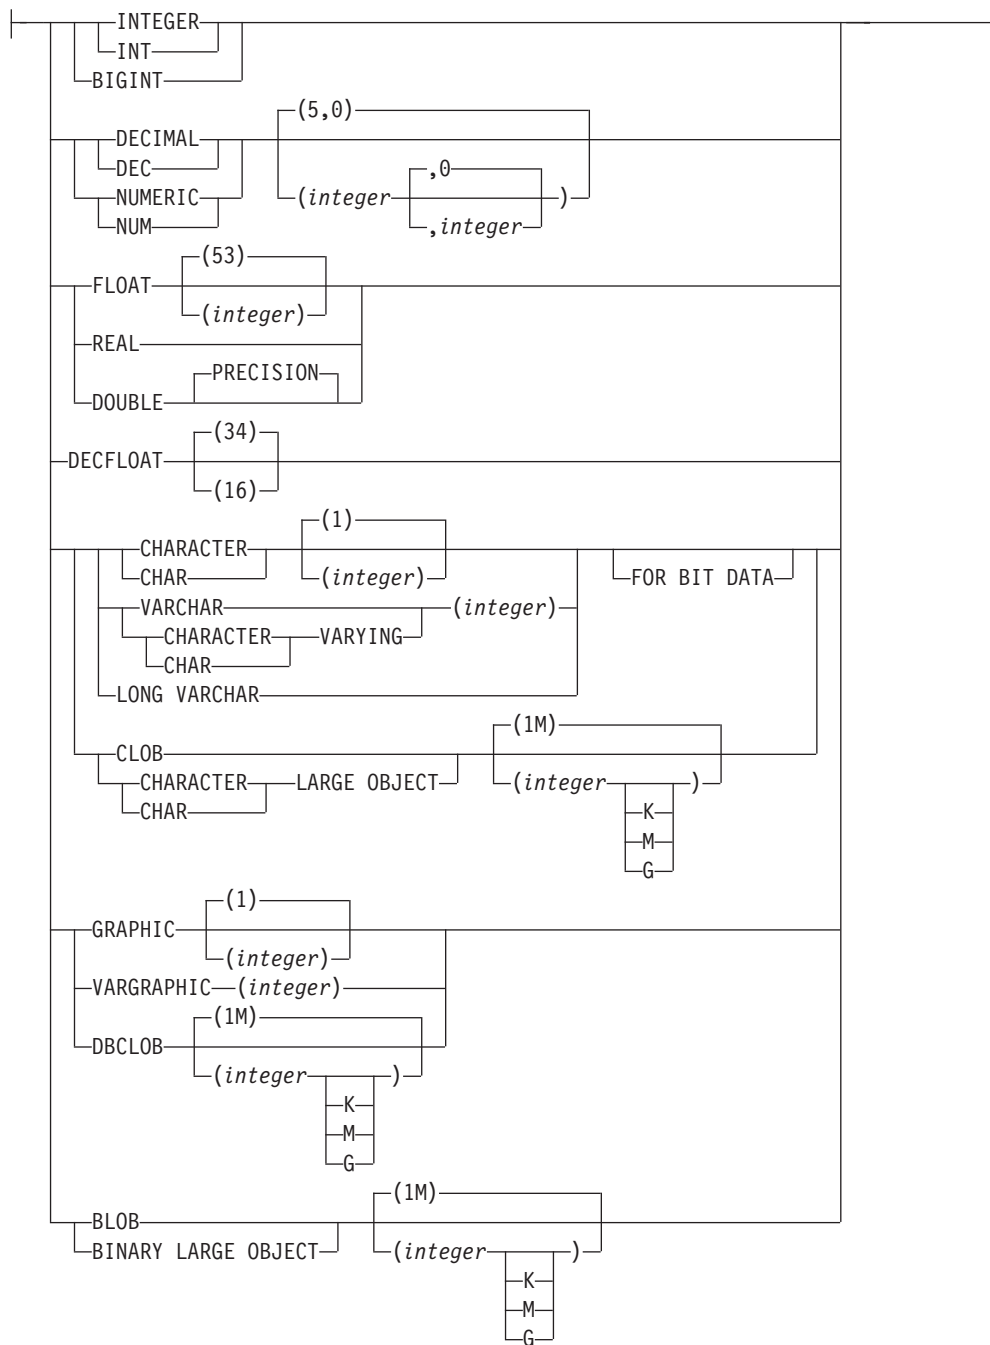 INTEGER
INT
BIGINT
(5,0)
DECIMAL
DEC
,0
NUMERIC (integer )
NUM ,integer
(53)
FLOAT
(integer)
REAL
PRECISION
DOUBLE
(34)
DECFLOAT
(16)
(1)
CHARACTER
CHAR (integer) FOR BIT DATA
VARCHAR (integer)
CHARACTER VARYING
CHAR
LONG VARCHAR
(1M)
CLOB
CHARACTER LARGE OBJECT (integer )
CHAR K
M
G
(1)
GRAPHIC
(integer)
VARGRAPHIC (integer)
(1M)
DBCLOB
(integer )
K
M
G
(1M)
BLOB
BINARY LARGE OBJECT (integer )
K
M
G